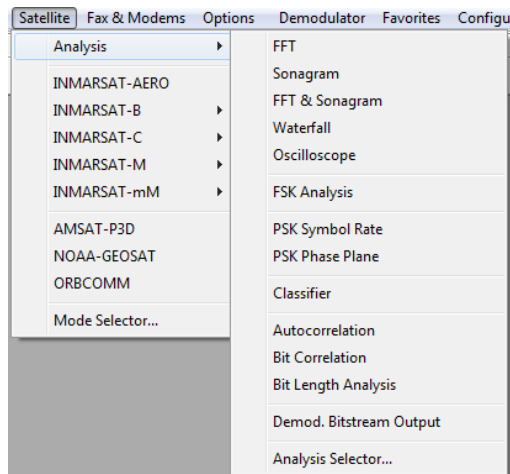 Satellite Fax & Modems Options Demodulator Favorites Configu
Analysis
INMARSAT-AERO
INMARSAT-B
INMARSAT-C
INMARSAT-M
INMARSAT-mM
AMSAT-P3D
NOAA-GEOSAT
ORBCOMM
Mode Selector...
FFT
Sonagram
FFT & Sonagram
Waterfall
Oscilloscope
FSK Analysis
PSK Symbol Rate
PSK Phase Plane
Classifier
Autocorrelation
Bit Correlation
Bit Length Analysis
Demod. Bitstream Output
Analysis Selector...